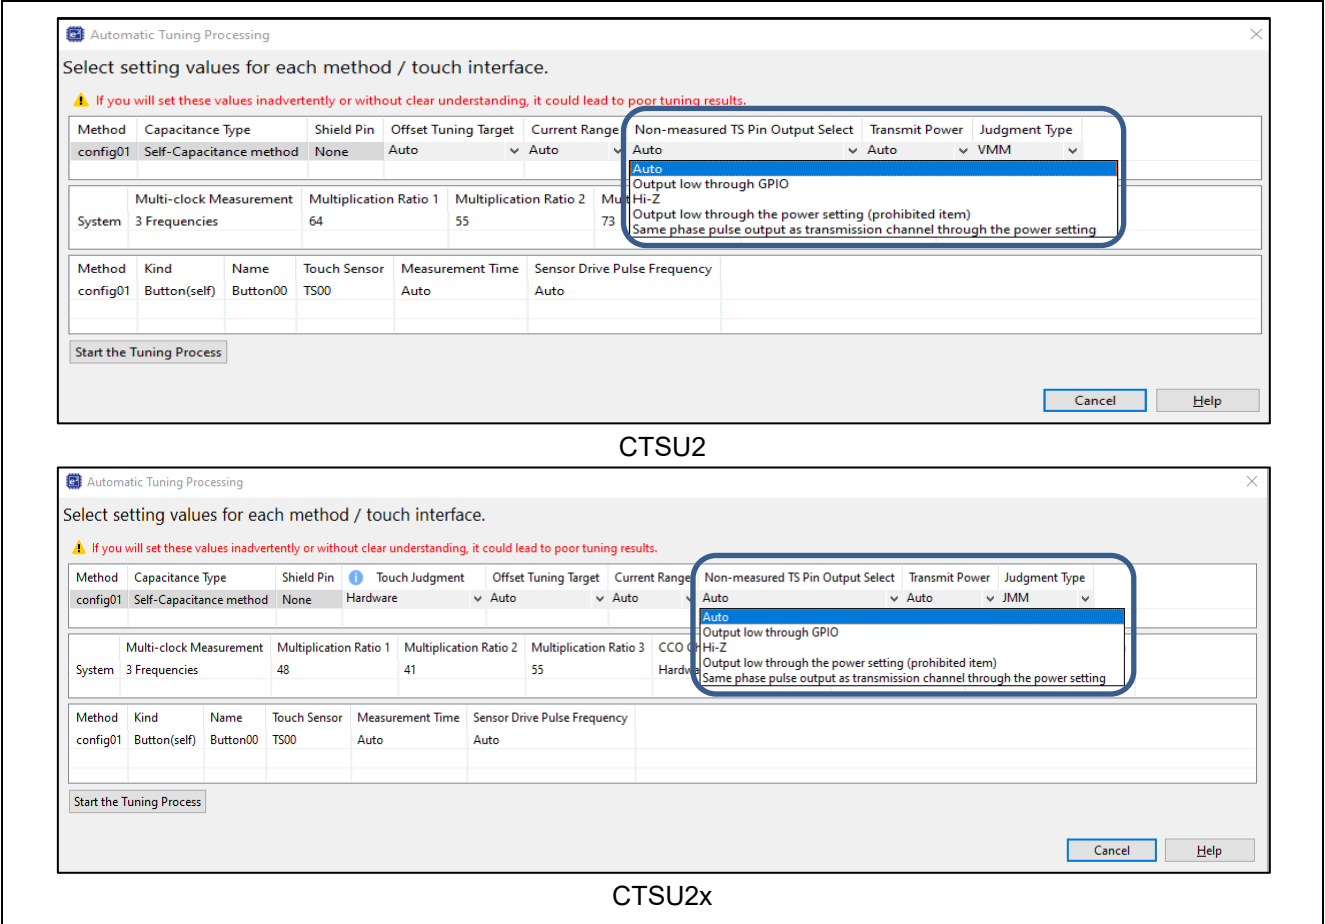 Automatic Tuning Processing
Select setting values for each method / touch interface.
If you will set these values inadvertently or without clear understanding, it could lead to poor tuning results.
Method Capacitance Type Shield Pin Offset Tuning Target Current Range Non-measured TS Pin Output Select Transmit Power Judgment Type
config01 Self-Capacitance method None Auto Auto Auto Auto VMM
Auto
Output low through GPIO
Hi-Z
Output low through the power setting (prohibited item)
Same phase pulse output as transmission channel through the power setting
Multi-clock Measurement Multiplication Ratio 1 Multiplication Ratio 2
System 3 Frequencies 64 55 73
Method Kind Name Touch Sensor Measurement Time Sensor Drive Pulse Frequency
config01 Button(self) Button00 TS00 Auto Auto
Start the Tuning Process
Cancel Help
CTSU2
Automatic Tuning Processing
Select setting values for each method / touch interface.
If you will set these values inadvertently or without clear understanding, it could lead to poor tuning results.
Method Capacitance Type Shield Pin Touch Judgment Offset Tuning Target Current Range Non-measured TS Pin Output Select Transmit Power Judgment Type
config01 Self-Capacitance method None Hardware Auto Auto Auto Auto JMM
Auto
Output low through GPIO
Hi-Z
Output low through the power setting (prohibited item)
Same phase pulse output as transmission channel through the power setting
Multi-clock Measurement Multiplication Ratio 1 Multiplication Ratio 2 Multiplication Ratio 3 CCO
System 3 Frequencies 48 41 55
Method Kind Name Touch Sensor Measurement Time Sensor Drive Pulse Frequency
config01 Button(self) Button00 TS00 Auto Auto
Start the Tuning Process
Cancel Help
CTSU2x